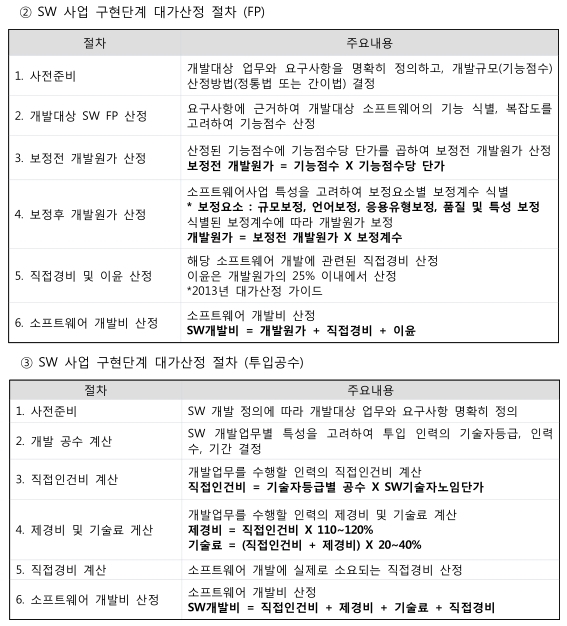 ② SW 사업 구현단계 대가산정 절차 (FP)
절차 주요내용
1. 사전준비
개발대상 업무와 요구사항을 명확히 정의하고, 개발규모(기능점수)
산정방법(정통법 또는 간이법) 결정
2. 개발대상 SW FP 산정
요구사항에 근거하여 개발대상 소프트웨어의 기능 식별, 복잡도를
고려하여 기능점수 산정
3. 보정전 개발원가 산정
산정된 기능점수에 기능점수당 단가를 곱하여 보정전 개발원가 산정
보정전 개발원가 = 기능점수 X 기능점수당 단가
4. 보정후 개발원가 산정
소프트웨어사업 특성을 고려하여 보정요소별 보정계수 식별
* 보정요소 : 규모보정, 언어보정, 응용유형보정, 품질 및 특성 보정
식별된 보정계수에 따라 개발원가 보정
개발원가 = 보정전 개발원가 X 보정계수
5. 직접경비 및 이윤 산정
해당 소프트웨어 개발에 관련된 직접경비 산정
이윤은 개발원가의 25% 이내에서 산정
*2013년 대가산정 가이드
6. 소프트웨어 개발비 산정
소프트웨어 개발비 산정
SW개발비 = 개발원가 + 직접경비 + 이윤
③ SW 사업 구현단계 대가산정 절차 (투입공수)
절차 주요내용
1. 사전준비
SW 개발 정의에 따라 개발대상 업무와 요구사항 명확히 정의
2. 개발 공수 계산
SW 개발업무별 특성을 고려하여 투입 인력의 기술자등급, 인력
수, 기간 결정
3. 직접인건비 계산
개발업무를 수행할 인력의 직접인건비 계산
직접인건비 = 기술자등급별 공수 X SW기술자노임단가
4. 제경비 및 기술료 게산
개발업무를 수행할 인력의 제경비 및 기술료 계산
제경비 = 직접인건비 X 110~120%
기술료 = (직접인건비 + 제경비) X 20~40%
5. 직접경비 계산
소프트웨어 개발에 실제로 소요되는 직접경비 산정
6. 소프트웨어 개발비 산정
소프트웨어 개발비 산정
SW개발비 = 직접인건비 + 제경비 + 기술료 + 직접경비